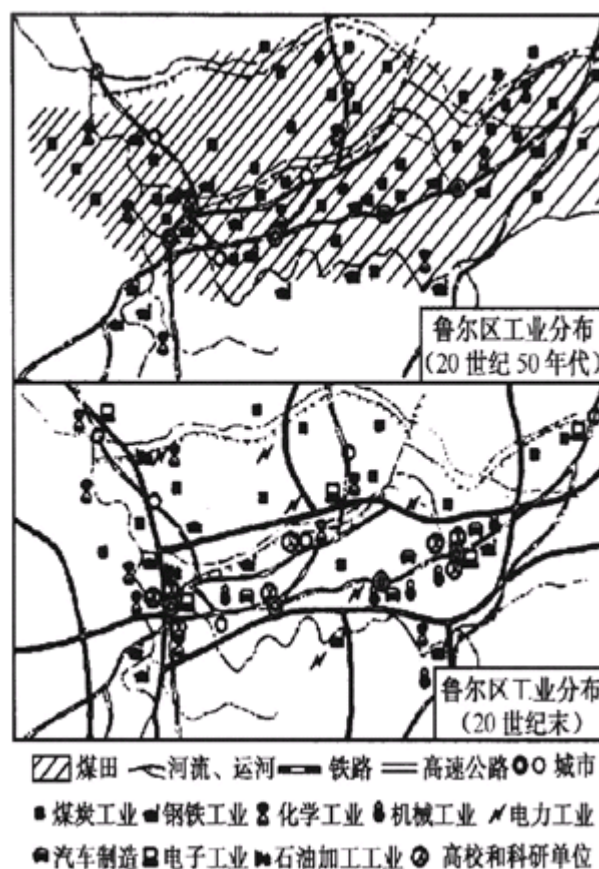 鲁尔区工业分布
(20世纪50年代)
鲁尔区工业分布
(20世纪末)
煤田 河流、运河 铁路 高速公路 城市
煤炭工业 钢铁工业 化学工业 机械工业 电力工业
汽车制造 电子工业 石油加工工业 高校和科研单位